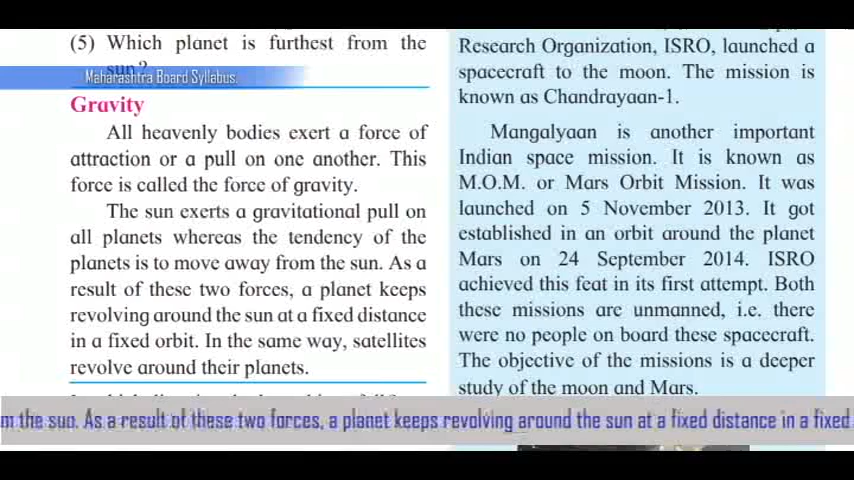 (5) Which planet is furthest from the
sun?
Maharashtra Board Syllabus.
Gravity
All heavenly bodies exert a force of
attraction or a pull on one another. This
force is called the force of gravity.
The sun exerts a gravitational pull on
all planets whereas the tendency of the
planets is to move away from the sun. As a
result of these two forces, a planet keeps
revolving around the sun at a fixed distance
in a fixed orbit. In the same way, satellites
revolve around their planets.
Research Organization, ISRO, launched a
spacecraft to the moon. The mission is
known as Chandrayaan-1.
Mangalyaan is another important
Indian space mission. It is known as
M.O.M. or Mars Orbit Mission. It was
launched on 5 November 2013. It got
established in an orbit around the planet
Mars on 24 September 2014. ISRO
achieved this feat in its first attempt. Both
these missions are unmanned, i.e. there
were no people on board these spacecraft.
The objective of the missions is a deeper
study of the moon and Mars.
m the sun. As a result of these two forces, a planet keeps revolving around the sun at a fixed distance in a fixed